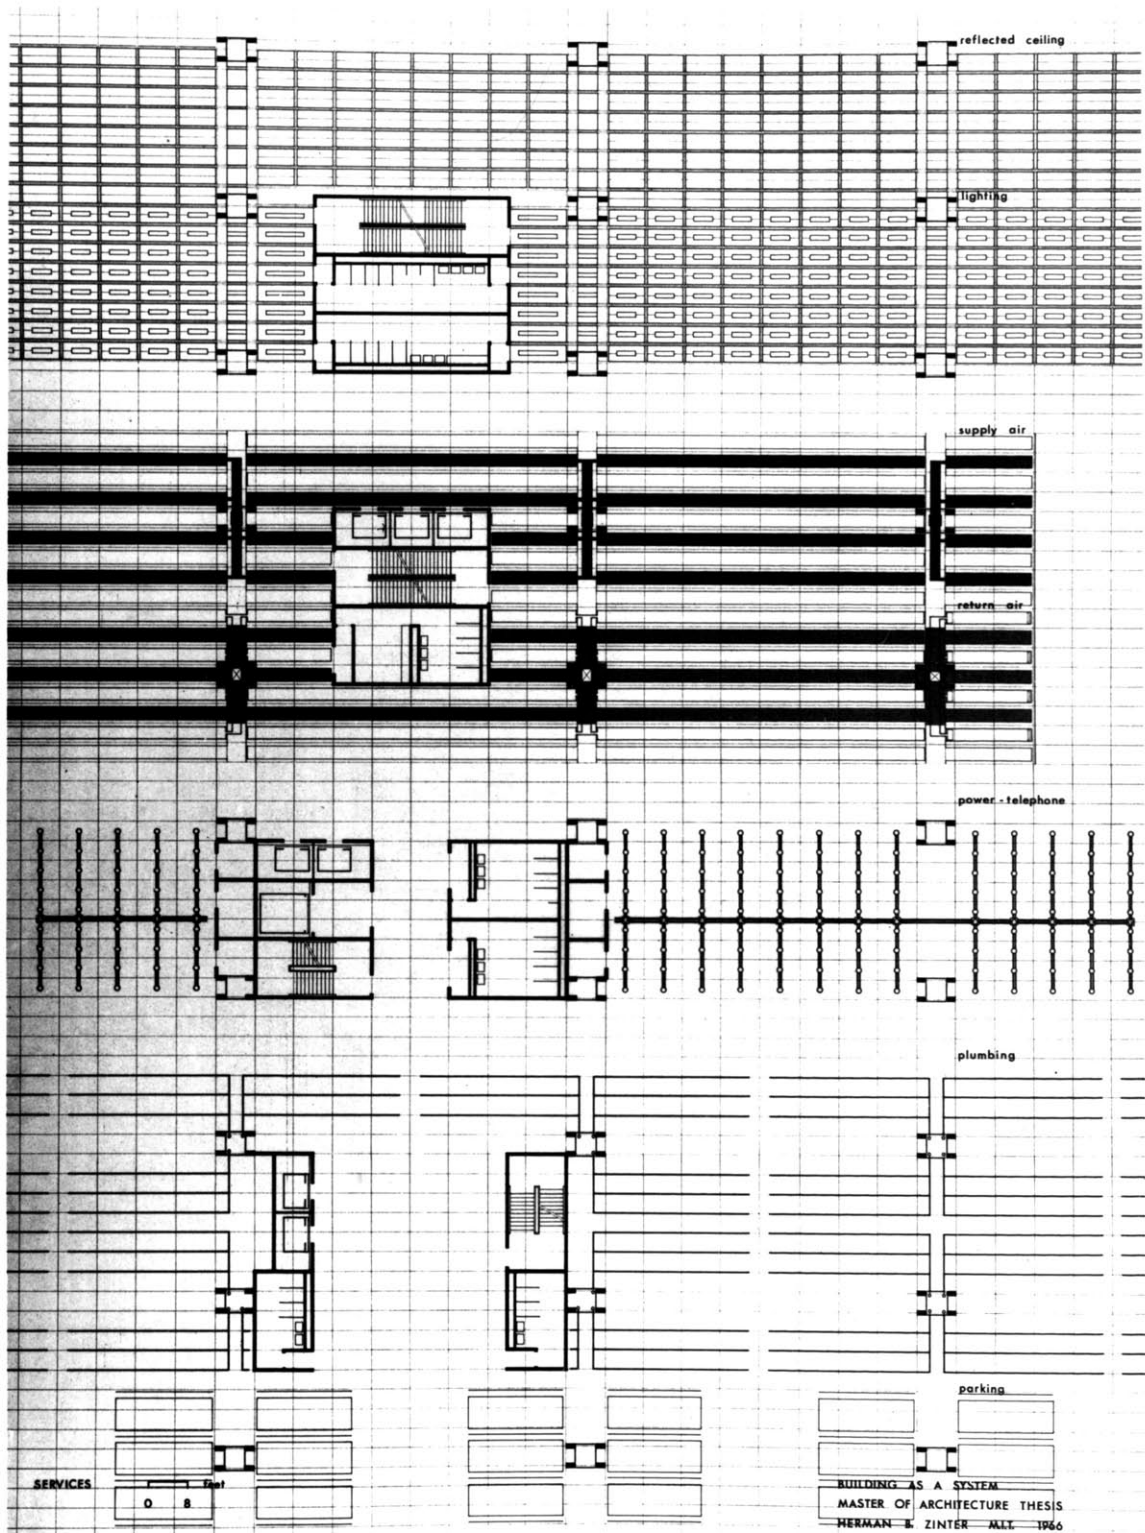 reflected ceiling
lighting
supply air
return air
power - telephone
plumbing
parking
SERVICES
feet
0 8
BUILDING AS A SYSTEM
MASTER OF ARCHITECTURE THESIS
HERMAN B. ZINTER M.I.T. 1966